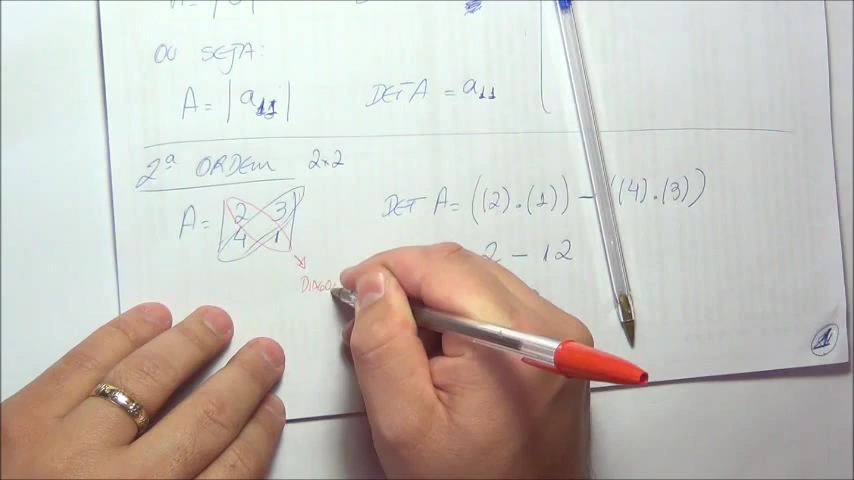 OU SEJA:
A = | a11 | DET A = a11
2ª ORDEM 2x2
A = | 2 3 | DET A = ((2).(1)) - ((4).(3))
4 1
2 - 12
1